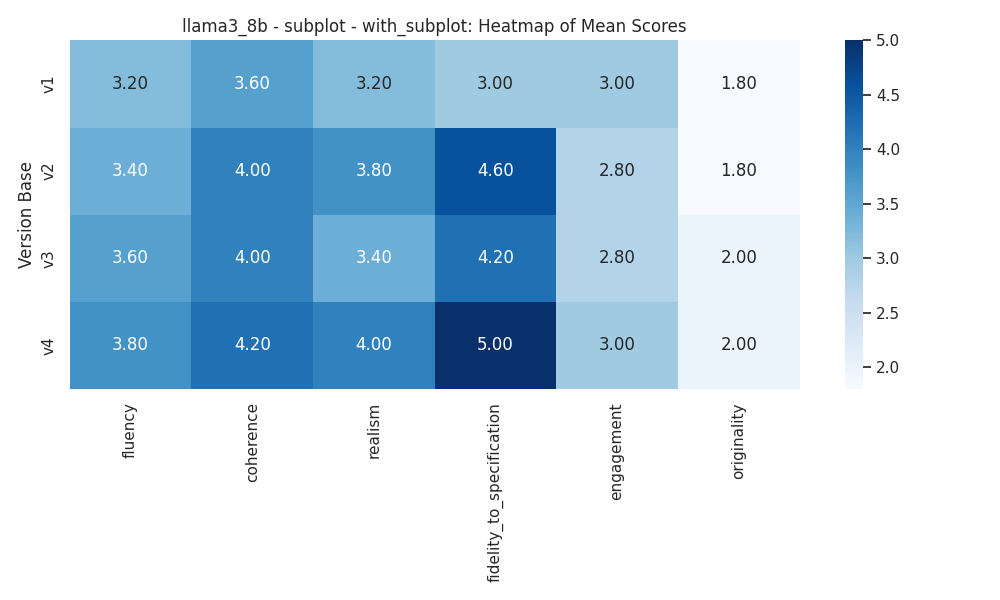 llama3_8b - subplot - with_subplot: Heatmap of Mean Scores
Version Base
v1 3.20 3.60 3.20 3.00 3.00 1.80
v2 3.40 4.00 3.80 4.60 2.80 1.80
v3 3.60 4.00 3.40 4.20 2.80 2.00
v4 3.80 4.20 4.00 5.00 3.00 2.00
fluency
coherence
realism
fidelity_to_specification
engagement
originality
5.0
4.5
4.0
3.5
3.0
2.5
2.0